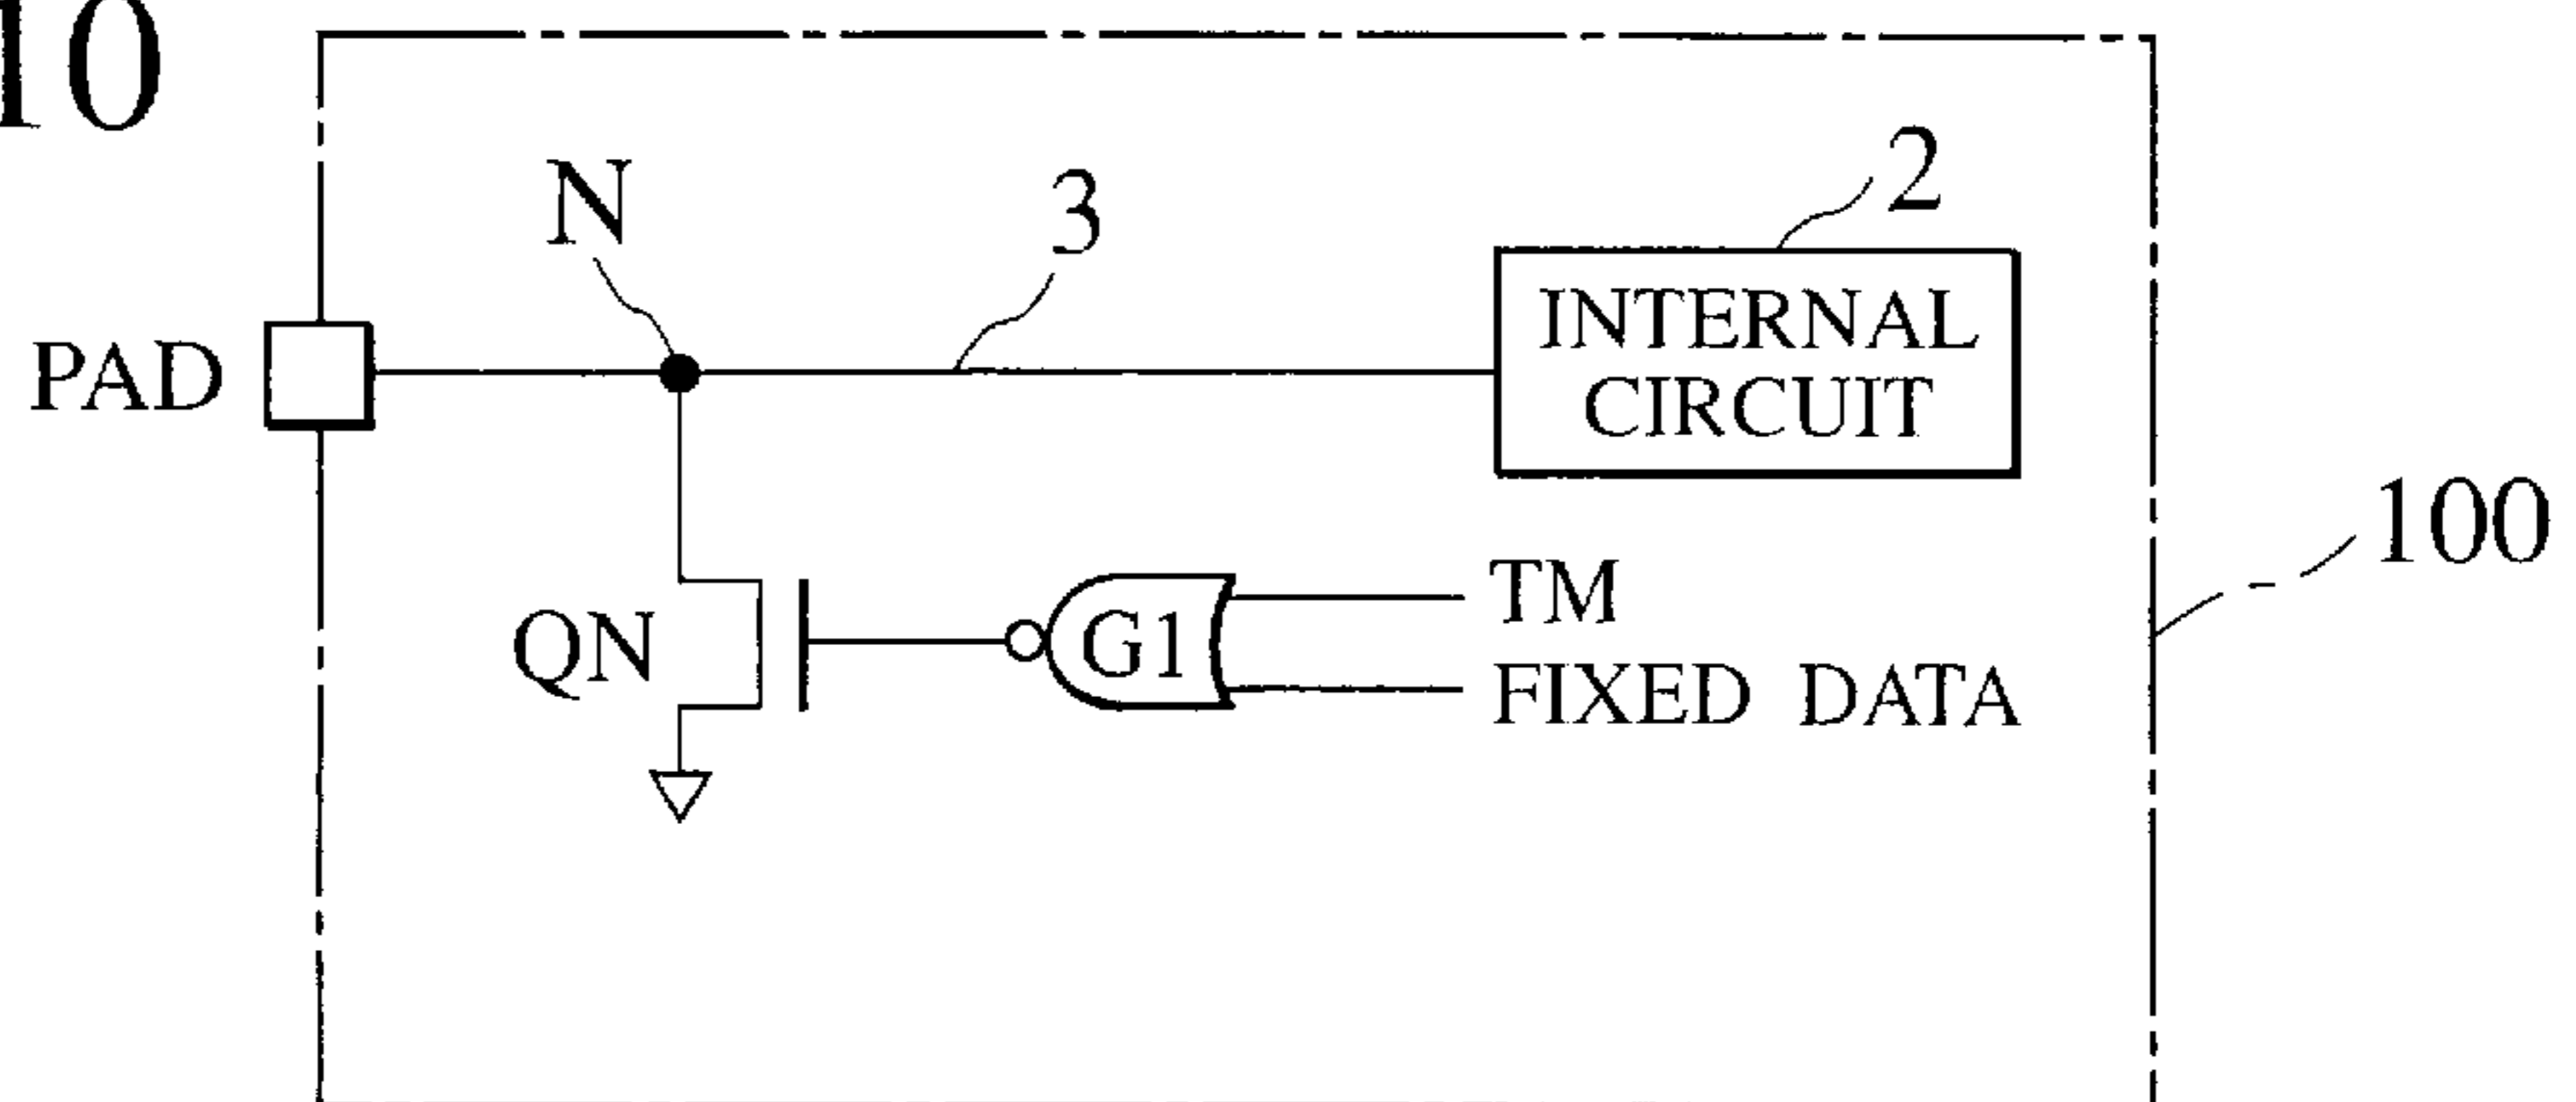 10
N
3
2
PAD
INTERNAL
CIRCUIT
100
TM
QN
G1
FIXED DATA